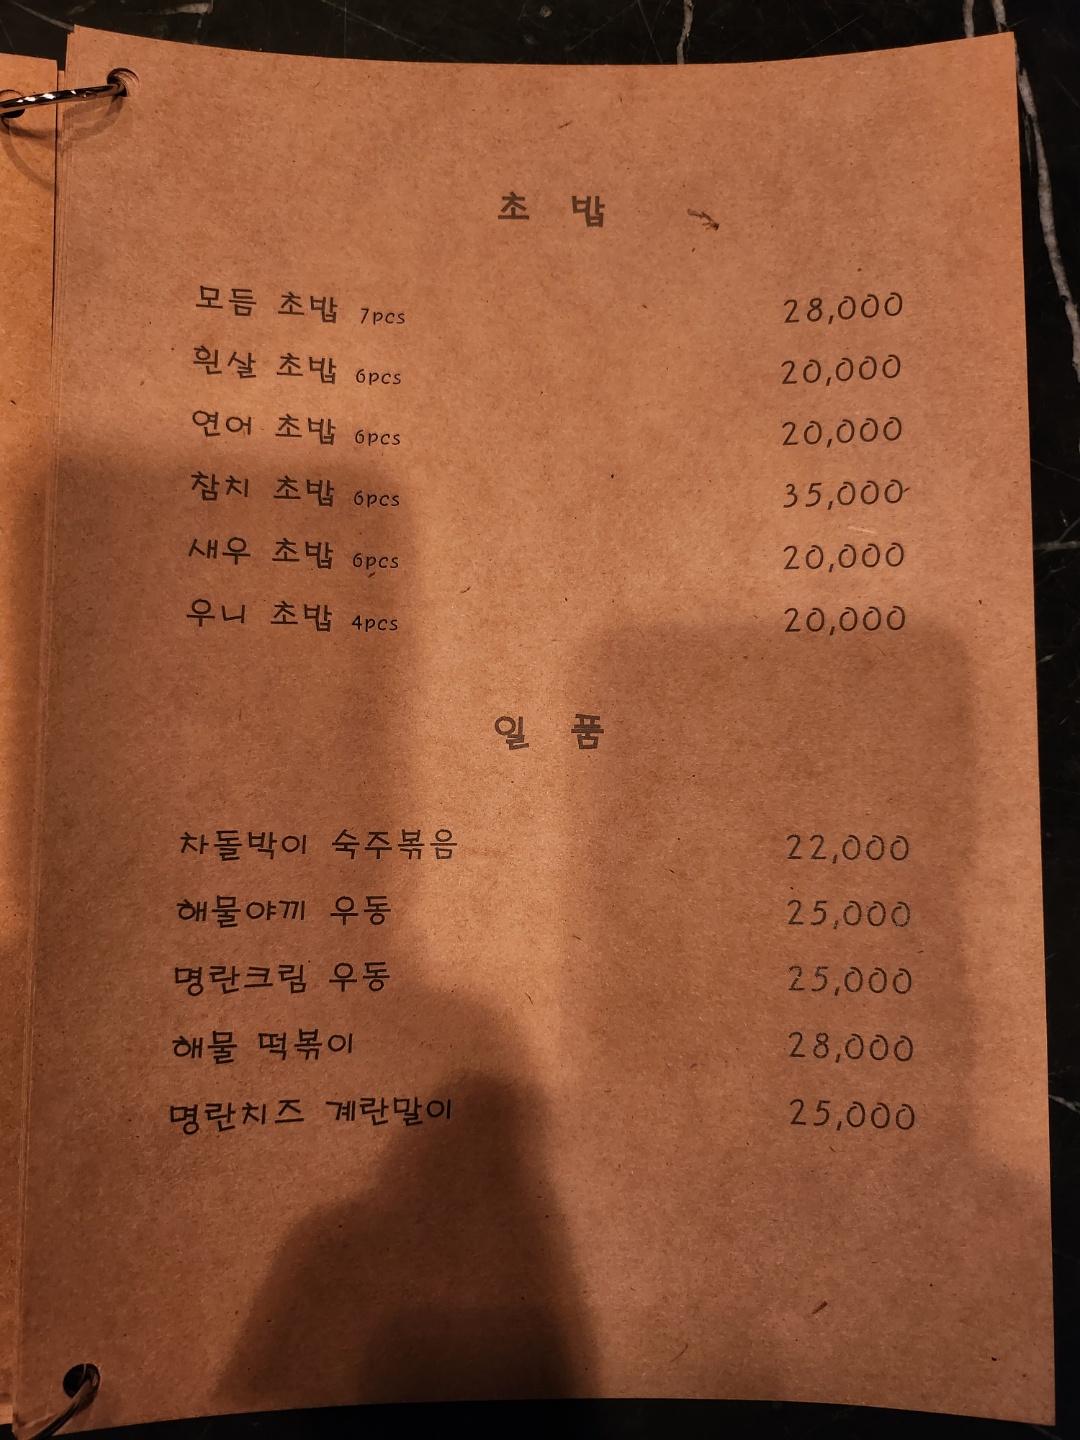 초 밥
모듬 초밥 7pcs 28,000
흰살 초밥 6pcs 20,000
연어 초밥 6pcs 20,000
참치 초밥 6pcs 35,000
새우 초밥 6pcs 20,000
우니 초밥 4pcs 20,000
일 품
차돌박이 숙주볶음 22,000
해물야끼 우동 25,000
명란크림 우동 25,000
해물 떡볶이 28,000
명란치즈 계란말이 25,000